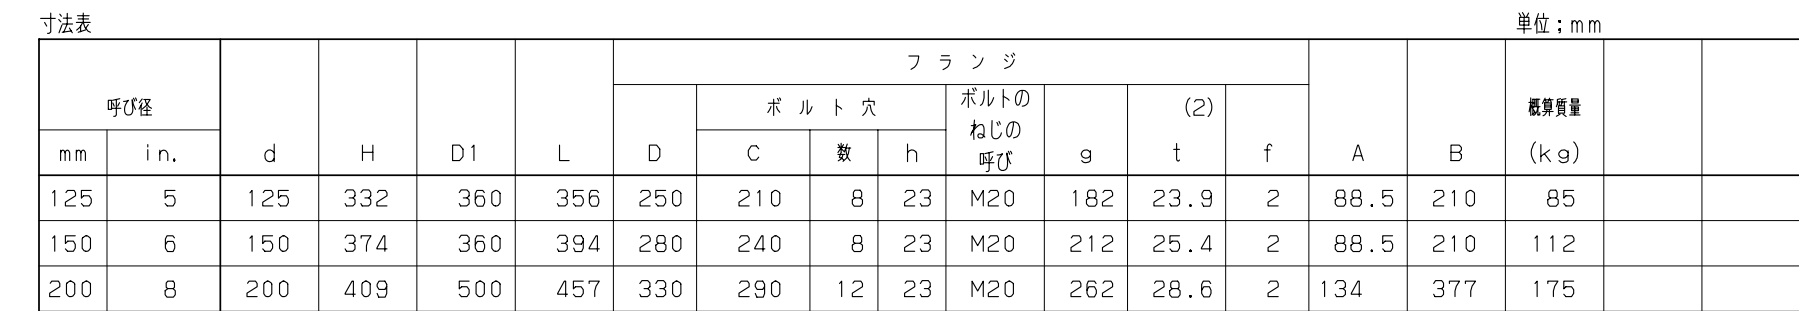 寸法表 単位;mm
フランジ
呼び径 ボルト穴 ボルトの (2) 概算質量
ねじの
mm in. d H D1 L D C 数 h 呼び g t f A B (kg)
125 5 125 332 360 356 250 210 8 23 M20 182 23.9 2 88.5 210 85
150 6 150 374 360 394 280 240 8 23 M20 212 25.4 2 88.5 210 112
200 8 200 409 500 457 330 290 12 23 M20 262 28.6 2 134 377 175